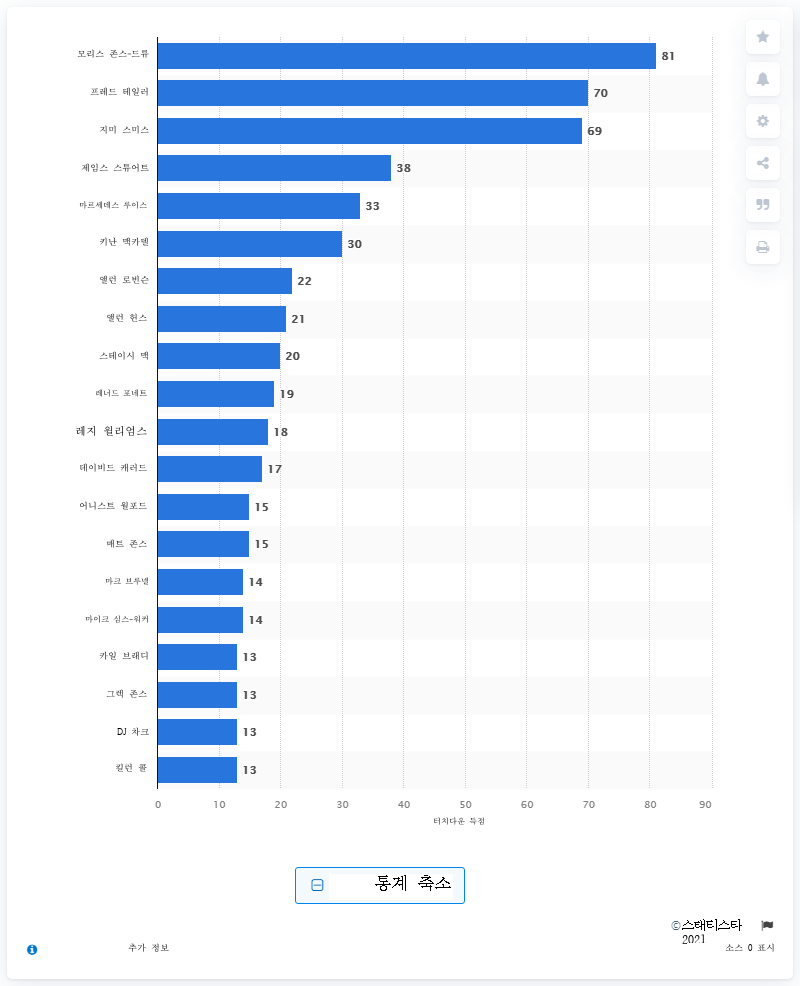 모리스 존스-드류 81
프레드 테일러 70
지미 스미스 69
제임스 스튜어트 38
마르세데스 루이스 33
키난 맥카델 30
앨런 로빈슨 22
앨런 헌스 21
스테이시 맥 20
레너드 포네트 19
레지 윌리엄스 18
데이비드 개러드 17
어니스트 윌포드 15
매트 존스 15
마크 브루넬 14
마이크 심스-워커 14
카일 브래디 13
그렉 존스 13
DJ 차크 13
킬런 콜 13
0 10 20 30 40 50 60 70 80 90
터치다운 득점
통계 축소
©스태티스타
2021
추가 정보
소스 0 표시